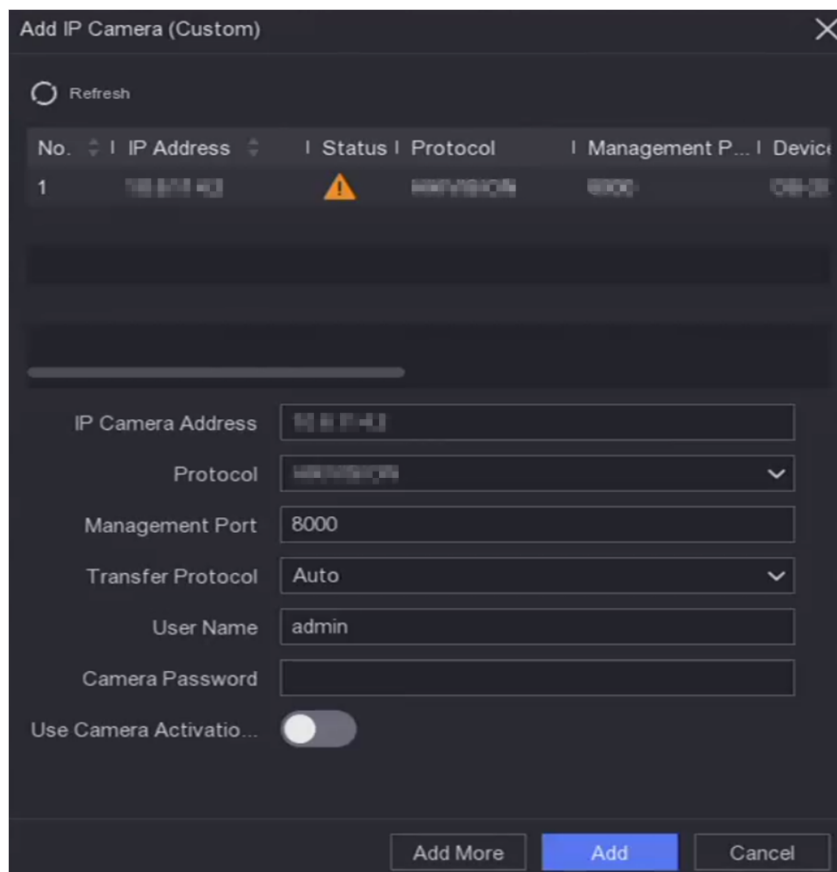 Add IP Camera (Custom)
Refresh
No. IP Address Status Protocol Management P... Device
1
IP Camera Address
Protocol
Management Port 8000
Transfer Protocol Auto
User Name admin
Camera Password
Use Camera Activatio...
Add More Add Cancel